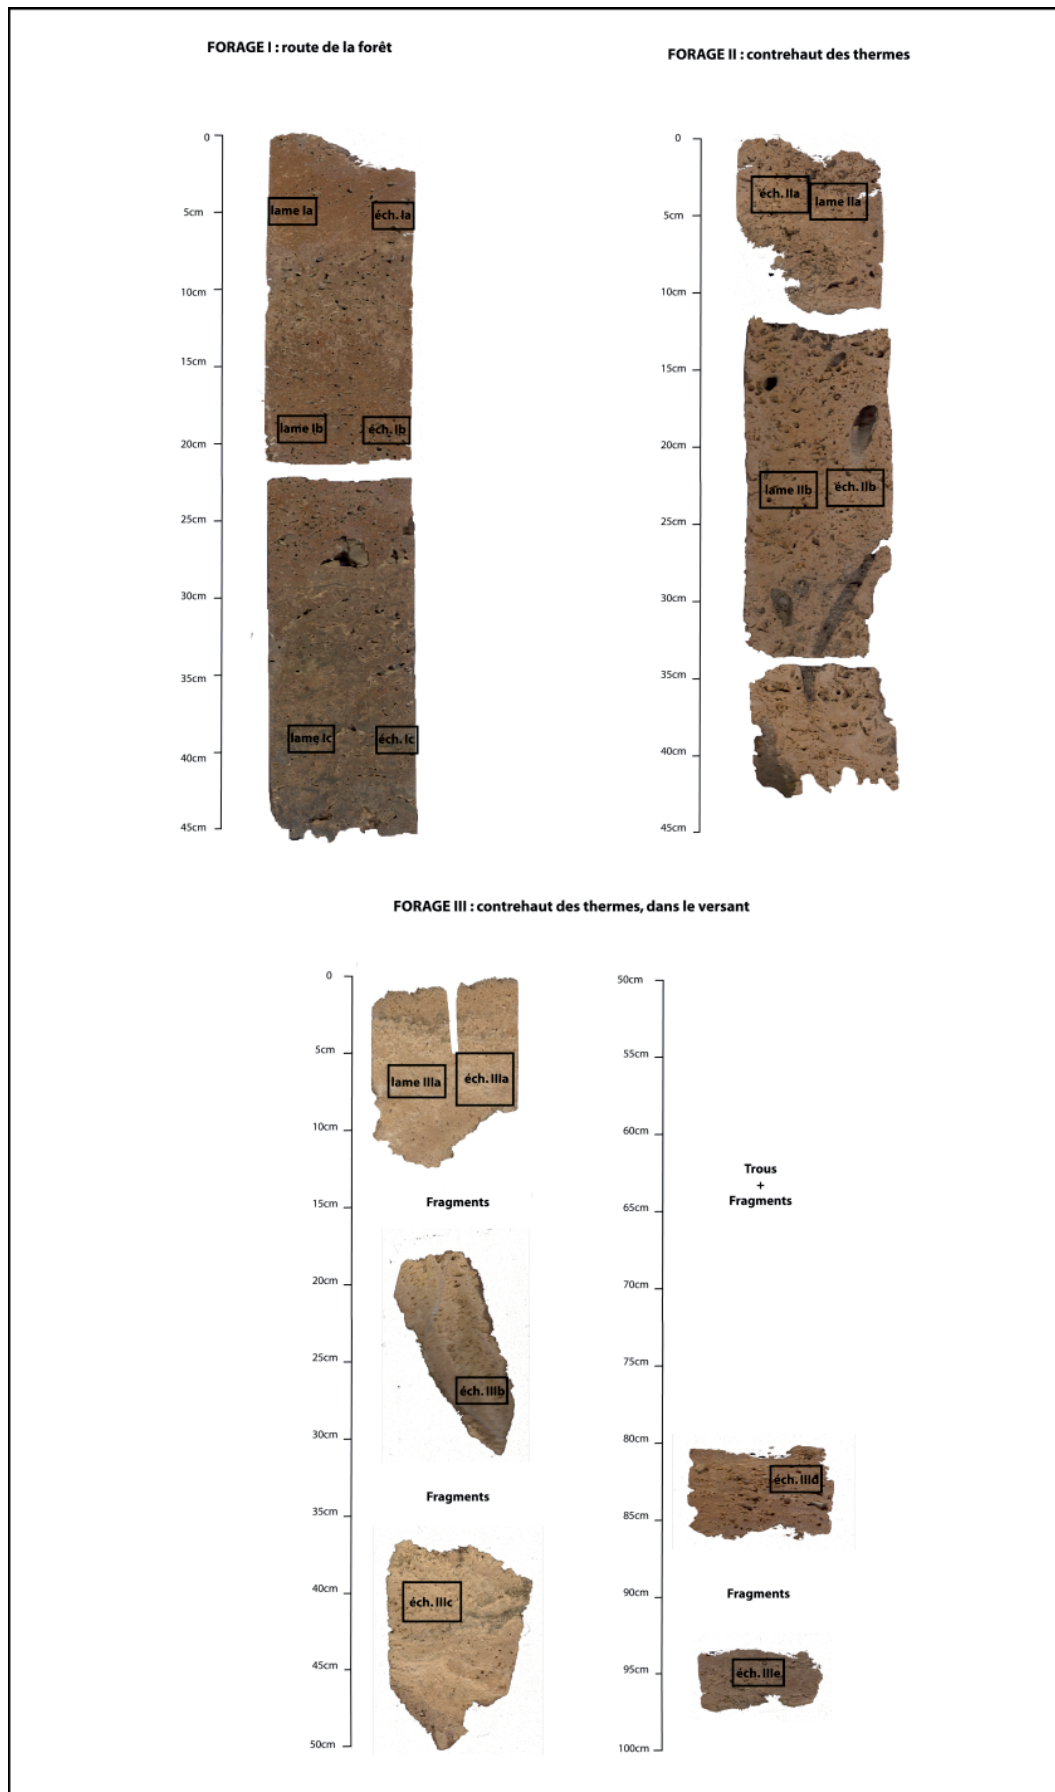 FORAGE I : route de la forêt
0
5cm
10cm
15cm
20cm
25cm
30cm
35cm
40cm
45cm
lame Ia
éch. Ia
lame Ib
éch. Ib
lame Ic
éch. Ic
FORAGE II : contrehaut des thermes
0
5cm
10cm
15cm
20cm
25cm
30cm
35cm
40cm
45cm
éch. IIa
lame IIa
lame IIb
éch. IIb
FORAGE III : contrehaut des thermes, dans le versant
0
5cm
10cm
15cm
20cm
25cm
30cm
35cm
40cm
45cm
50cm
lame IIIa
éch. IIIa
Fragments
éch. IIIb
Fragments
éch. IIIc
50cm
55cm
60cm
65cm
70cm
75cm
80cm
85cm
90cm
95cm
100cm
Trous
+
Fragments
éch. IIId
Fragments
éch. IIIe